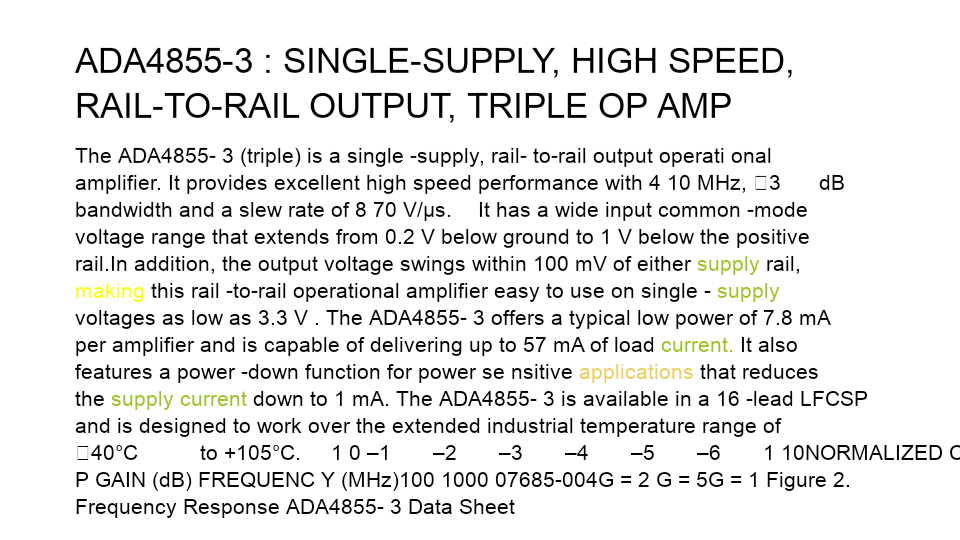 ADA4855-3 : SINGLE-SUPPLY, HIGH SPEED,
RAIL-TO-RAIL OUTPUT, TRIPLE OP AMP
The ADA4855- 3 (triple) is a single -supply, rail- to-rail output operati onal
amplifier. It provides excellent high speed performance with 4 10 MHz, □3 dB
bandwidth and a slew rate of 8 70 V/μs. It has a wide input common -mode
voltage range that extends from 0.2 V below ground to 1 V below the positive
rail.In addition, the output voltage swings within 100 mV of either supply rail,
making this rail -to-rail operational amplifier easy to use on single - supply
voltages as low as 3.3 V . The ADA4855- 3 offers a typical low power of 7.8 mA
per amplifier and is capable of delivering up to 57 mA of load current. It also
features a power -down function for power se nsitive applications that reduces
the supply current down to 1 mA. The ADA4855- 3 is available in a 16 -lead LFCSP
and is designed to work over the extended industrial temperature range of
□40°C to +105°C. 1 0 –1 –2 –3 –4 –5 –6 1 10NORMALIZED
P GAIN (dB) FREQUENC Y (MHz)100 1000 07685-004G = 2 G = 5G = 1 Figure 2.
Frequency Response ADA4855- 3 Data Sheet